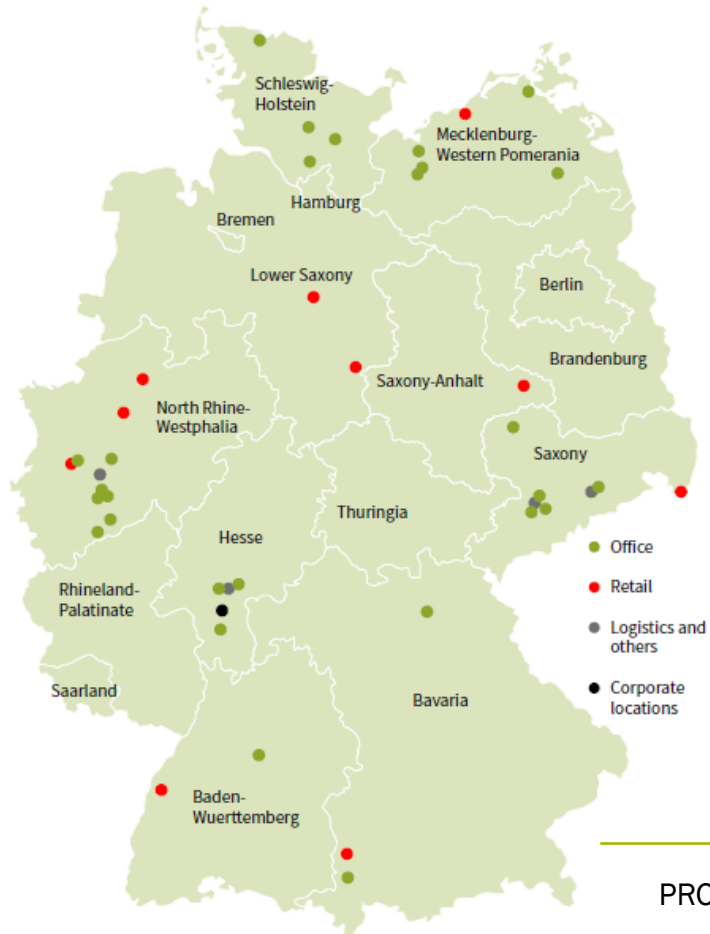 Schleswig-
Holstein
Mecklenburg-
Western Pomerania
Hamburg
Bremen
Lower Saxony
Berlin
Brandenburg
Saxony-Anhalt
North Rhine-
Westphalia
Saxony
Thuringia
Hesse
Office
Rhineland-
Palatinate
Retail
Logistics and
others
Saarland
Corporate
locations
Bavaria
Baden-
Wuerttemberg
PRO